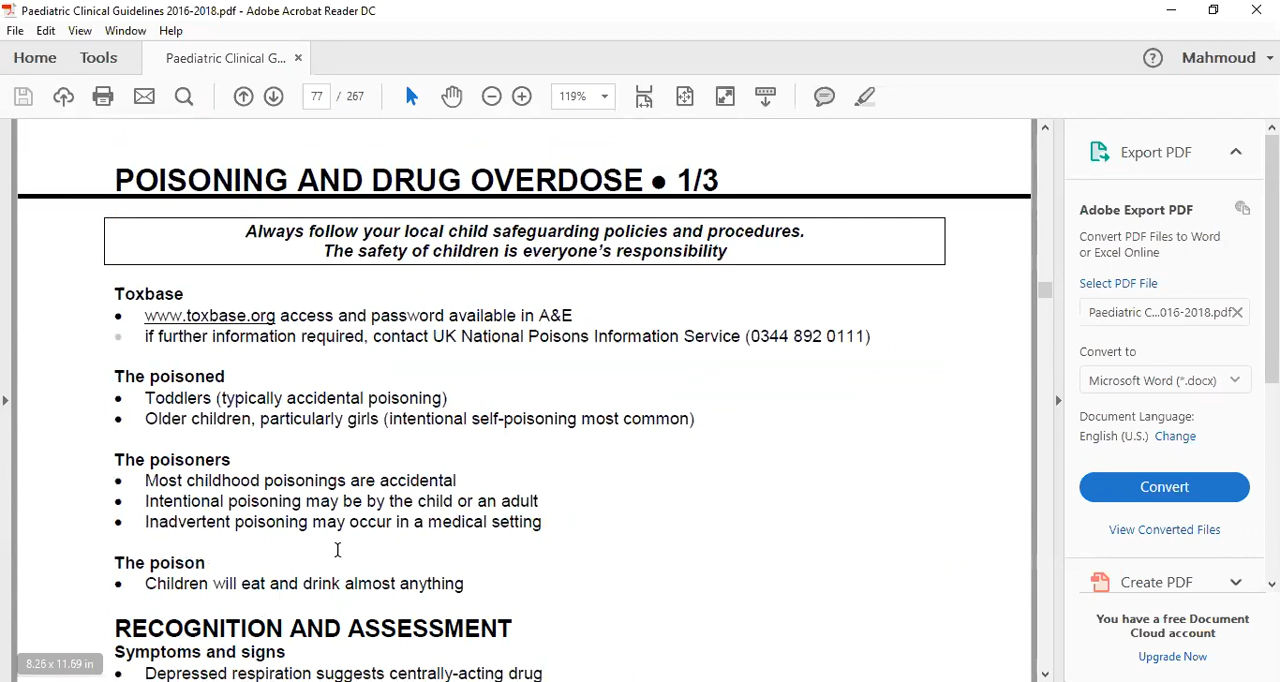 Paediatric Clinical Guidelines 2016-2018.pdf - Adobe Acrobat Reader DC
File Edit View Window Help
Home Tools Paediatric Clinical G... × ? Mahmoud
77 / 267 119%
POISONING AND DRUG OVERDOSE ● 1/3
Always follow your local child safeguarding policies and procedures.
The safety of children is everyone's responsibility
Toxbase
• www.toxbase.org access and password available in A&E
• if further information required, contact UK National Poisons Information Service (0344 892 0111)
The poisoned
• Toddlers (typically accidental poisoning)
• Older children, particularly girls (intentional self-poisoning most common)
The poisoners
• Most childhood poisonings are accidental
• Intentional poisoning may be by the child or an adult
• Inadvertent poisoning may occur in a medical setting
The poison
• Children will eat and drink almost anything
RECOGNITION AND ASSESSMENT
Symptoms and signs
• Depressed respiration suggests centrally-acting drug
8.26 x 11.69 in
Export PDF
Adobe Export PDF
Convert PDF Files to Word
or Excel Online
Select PDF File
Paediatric C...016-2018.pdf ×
Convert to
Microsoft Word (*.docx)
Document Language:
English (U.S.) Change
Convert
View Converted Files
Create PDF
You have a free Document
Cloud account
Upgrade Now